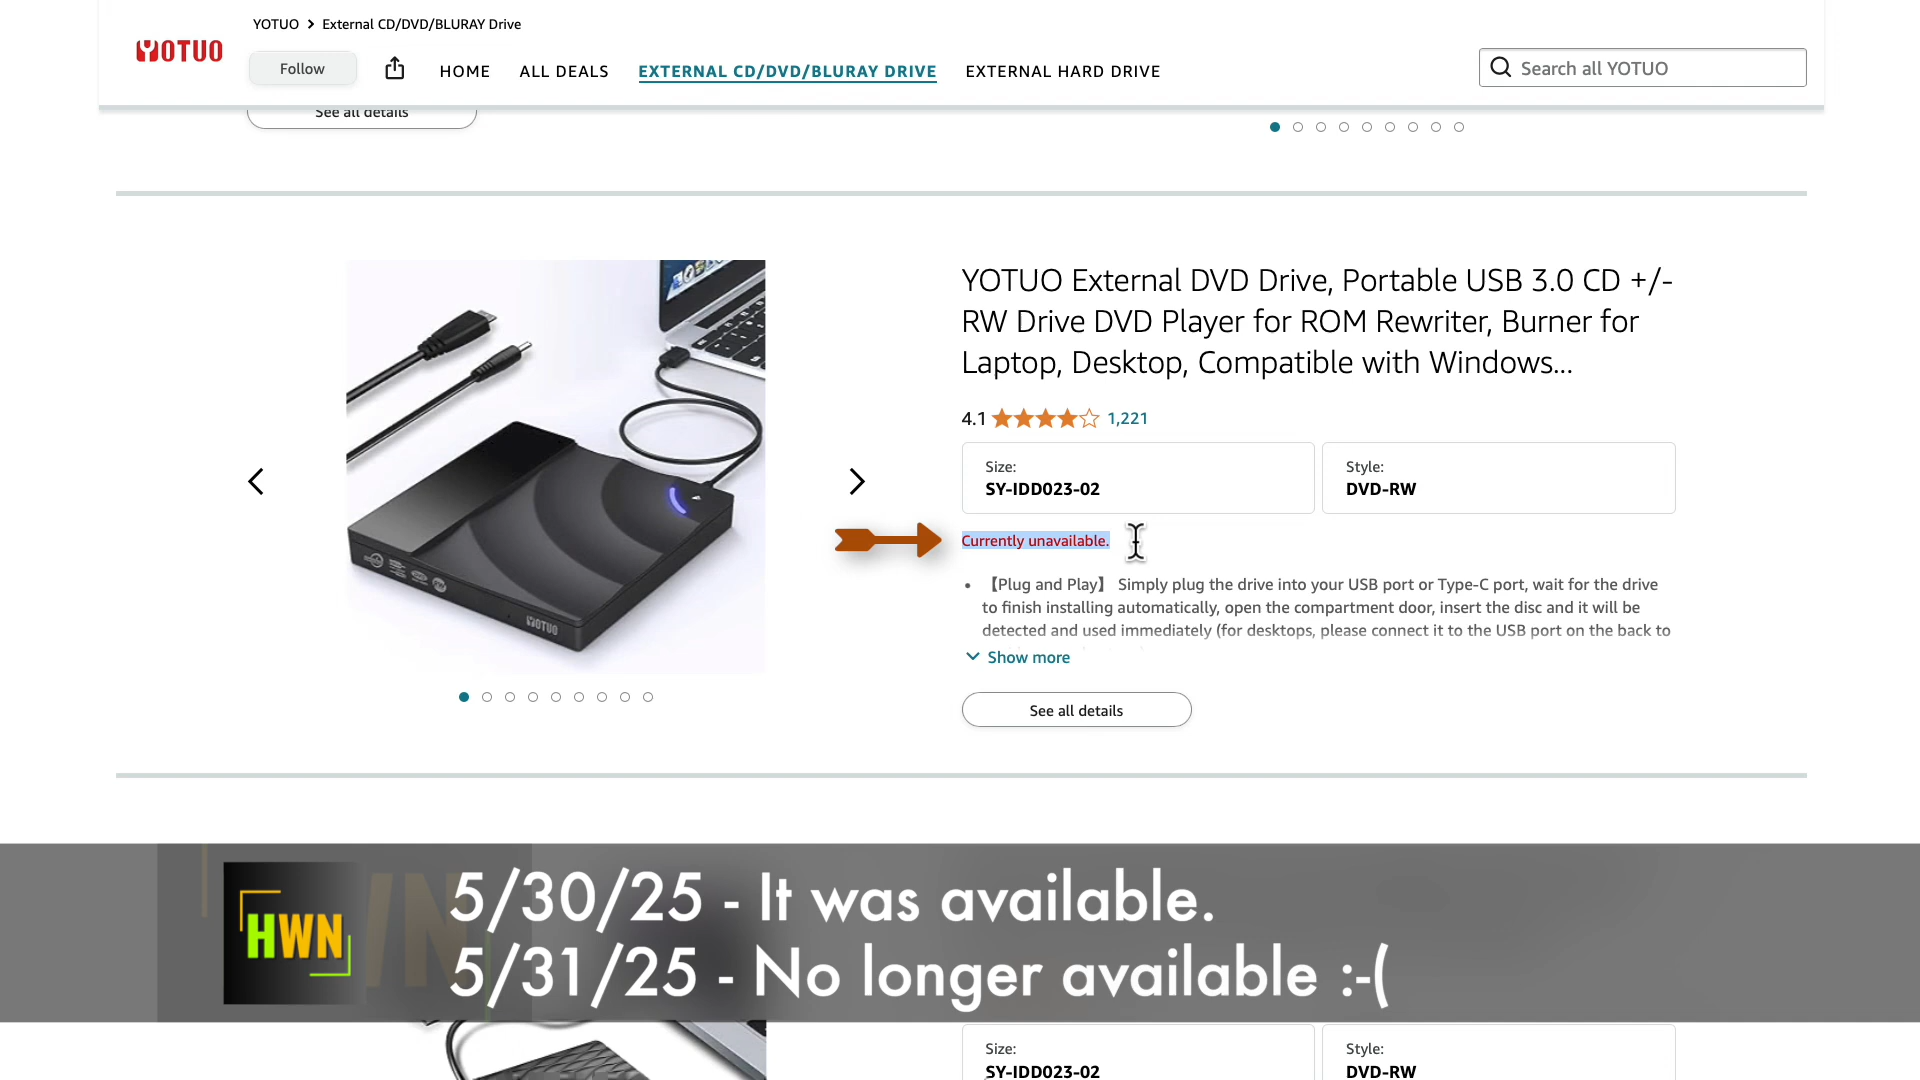 YOTUO > External CD/DVD/BLURAY Drive
YOTUO
Follow
HOME
ALL DEALS
EXTERNAL CD/DVD/BLURAY DRIVE
EXTERNAL HARD DRIVE
Search all YOTUO
See all details
YOTUO External DVD Drive, Portable USB 3.0 CD +/-
RW Drive DVD Player for ROM Rewriter, Burner for
Laptop, Desktop, Compatible with Windows...
4.1
1,221
Size:
SY-IDD023-02
Style:
DVD-RW
Currently unavailable.
• 【Plug and Play】 Simply plug the drive into your USB port or Type-C port, wait for the drive
to finish installing automatically, open the compartment door, insert the disc and it will be
detected and used immediately (for desktops, please connect it to the USB port on the back to
Show more
See all details
YOTUO
HWN
5/30/25 - It was available.
5/31/25 - No longer available :-(
Size:
SY-IDD023-02
Style:
DVD-RW